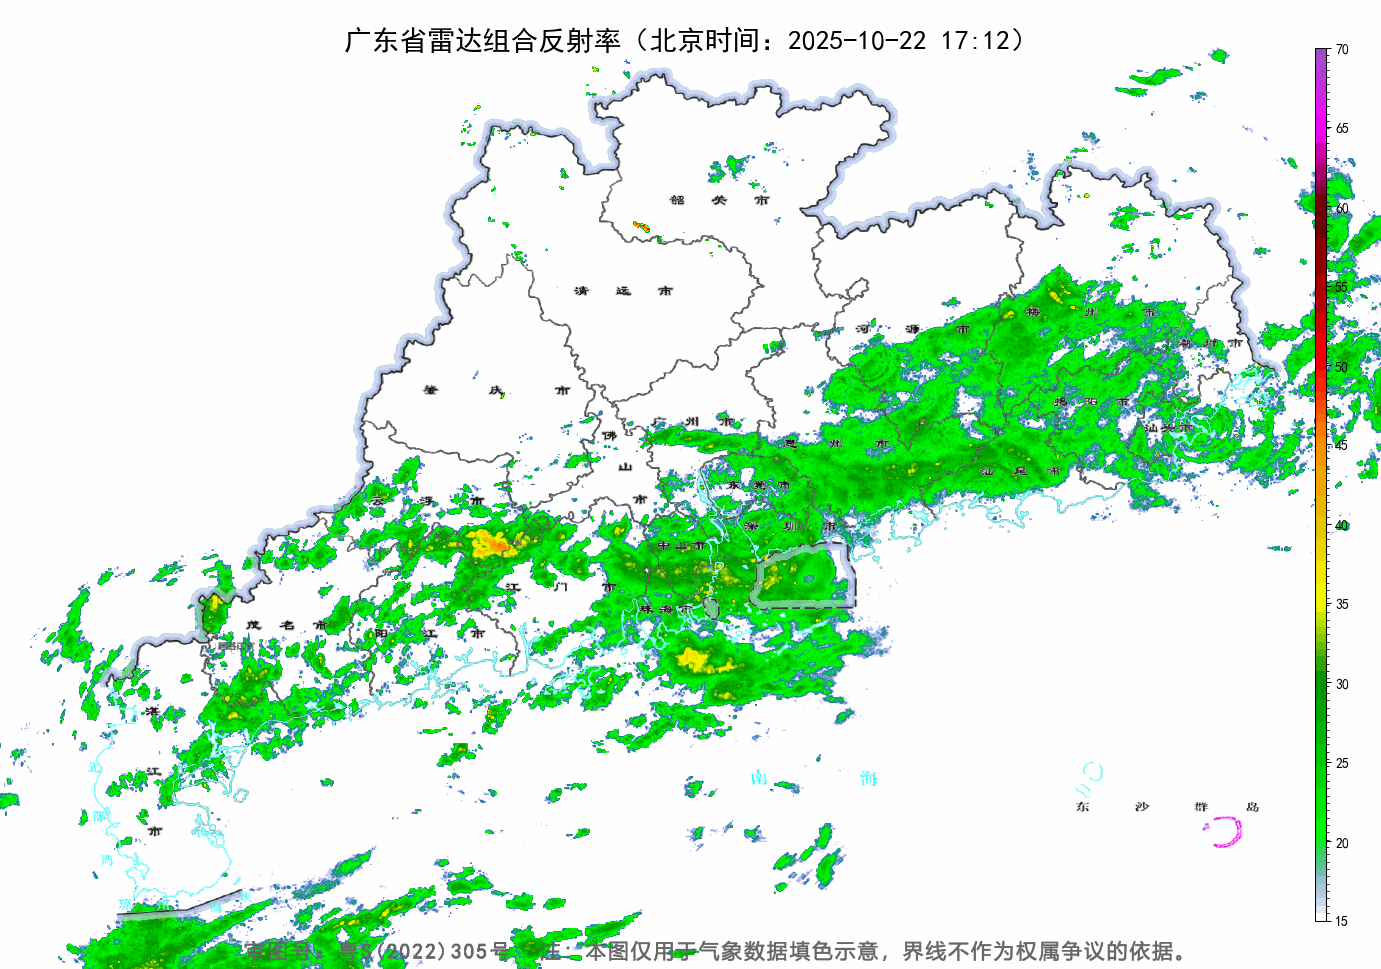 广东省雷达组合反射率（北京时间：2025-10-22 17:12）
70
65
60
55
50
45
40
35
30
25
20
15
韶 关 市
清 远 市
河 源 市
梅 州 市
潮 州 市
肇 庆 市
揭 阳 市
广 州 市
汕 头 市
佛 山 市
惠 州 市
汕 尾 市
东 莞 市
云 浮 市
深 圳 市
中 山 市
江 门 市
珠 海 市
茂 名 市
阳 江 市
湛 江 市
北 部 湾
南 海
东 沙 群 岛
审图号：粤S(2022)305号 注：本图仅用于气象数据填色示意，界线不作为权属争议的依据。